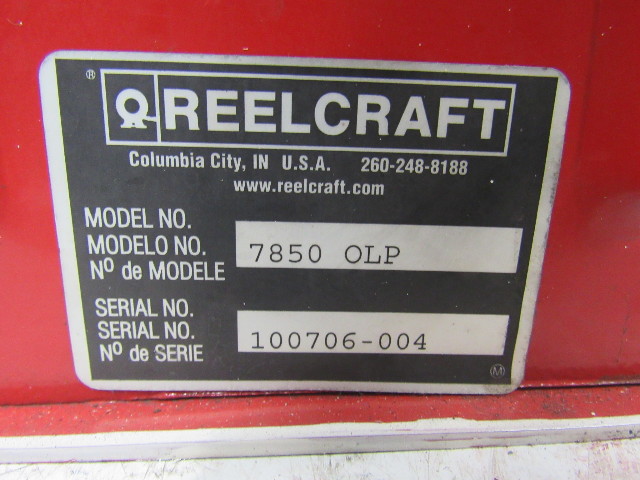 ® REELCRAFT
Columbia City, IN U.S.A. 260-248-8188
www.reelcraft.com
MODEL NO.
MODELO NO. 7850 OLP
Nº de MODELE
SERIAL NO.
SERIAL NO. 100706-004
Nº de SERIE
M